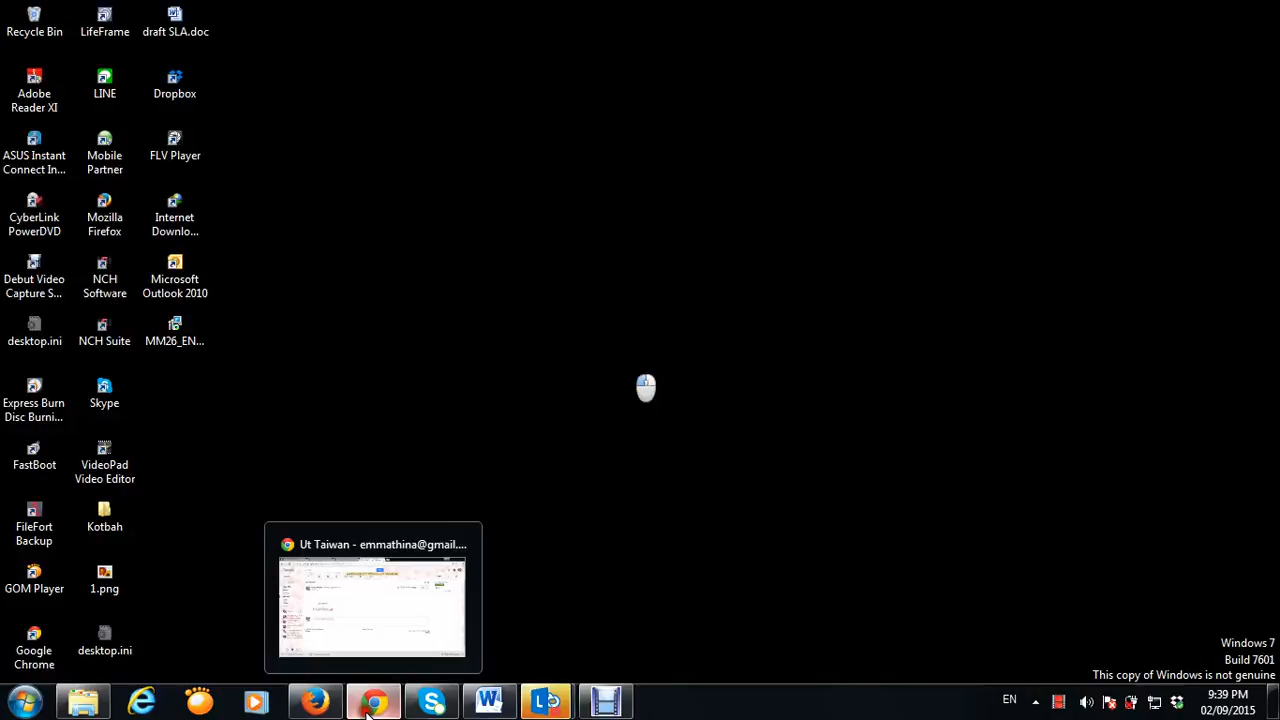 Recycle Bin
LifeFrame
draft SLA.doc
Adobe
Reader XI
LINE
Dropbox
ASUS Instant
Connect In...
Mobile
Partner
FLV Player
CyberLink
PowerDVD
Mozilla
Firefox
Internet
Downlo...
Debut Video
Capture S...
NCH
Software
Microsoft
Outlook 2010
desktop.ini
NCH Suite
MM26_EN...
Express Burn
Disc Burni...
Skype
FastBoot
VideoPad
Video Editor
FileFort
Backup
Kotbah
GOM Player
1.png
Google
Chrome
desktop.ini
Ut Taiwan - emmathina@gmail....
Windows 7
Build 7601
This copy of Windows is not genuine
EN
9:39 PM
02/09/2015